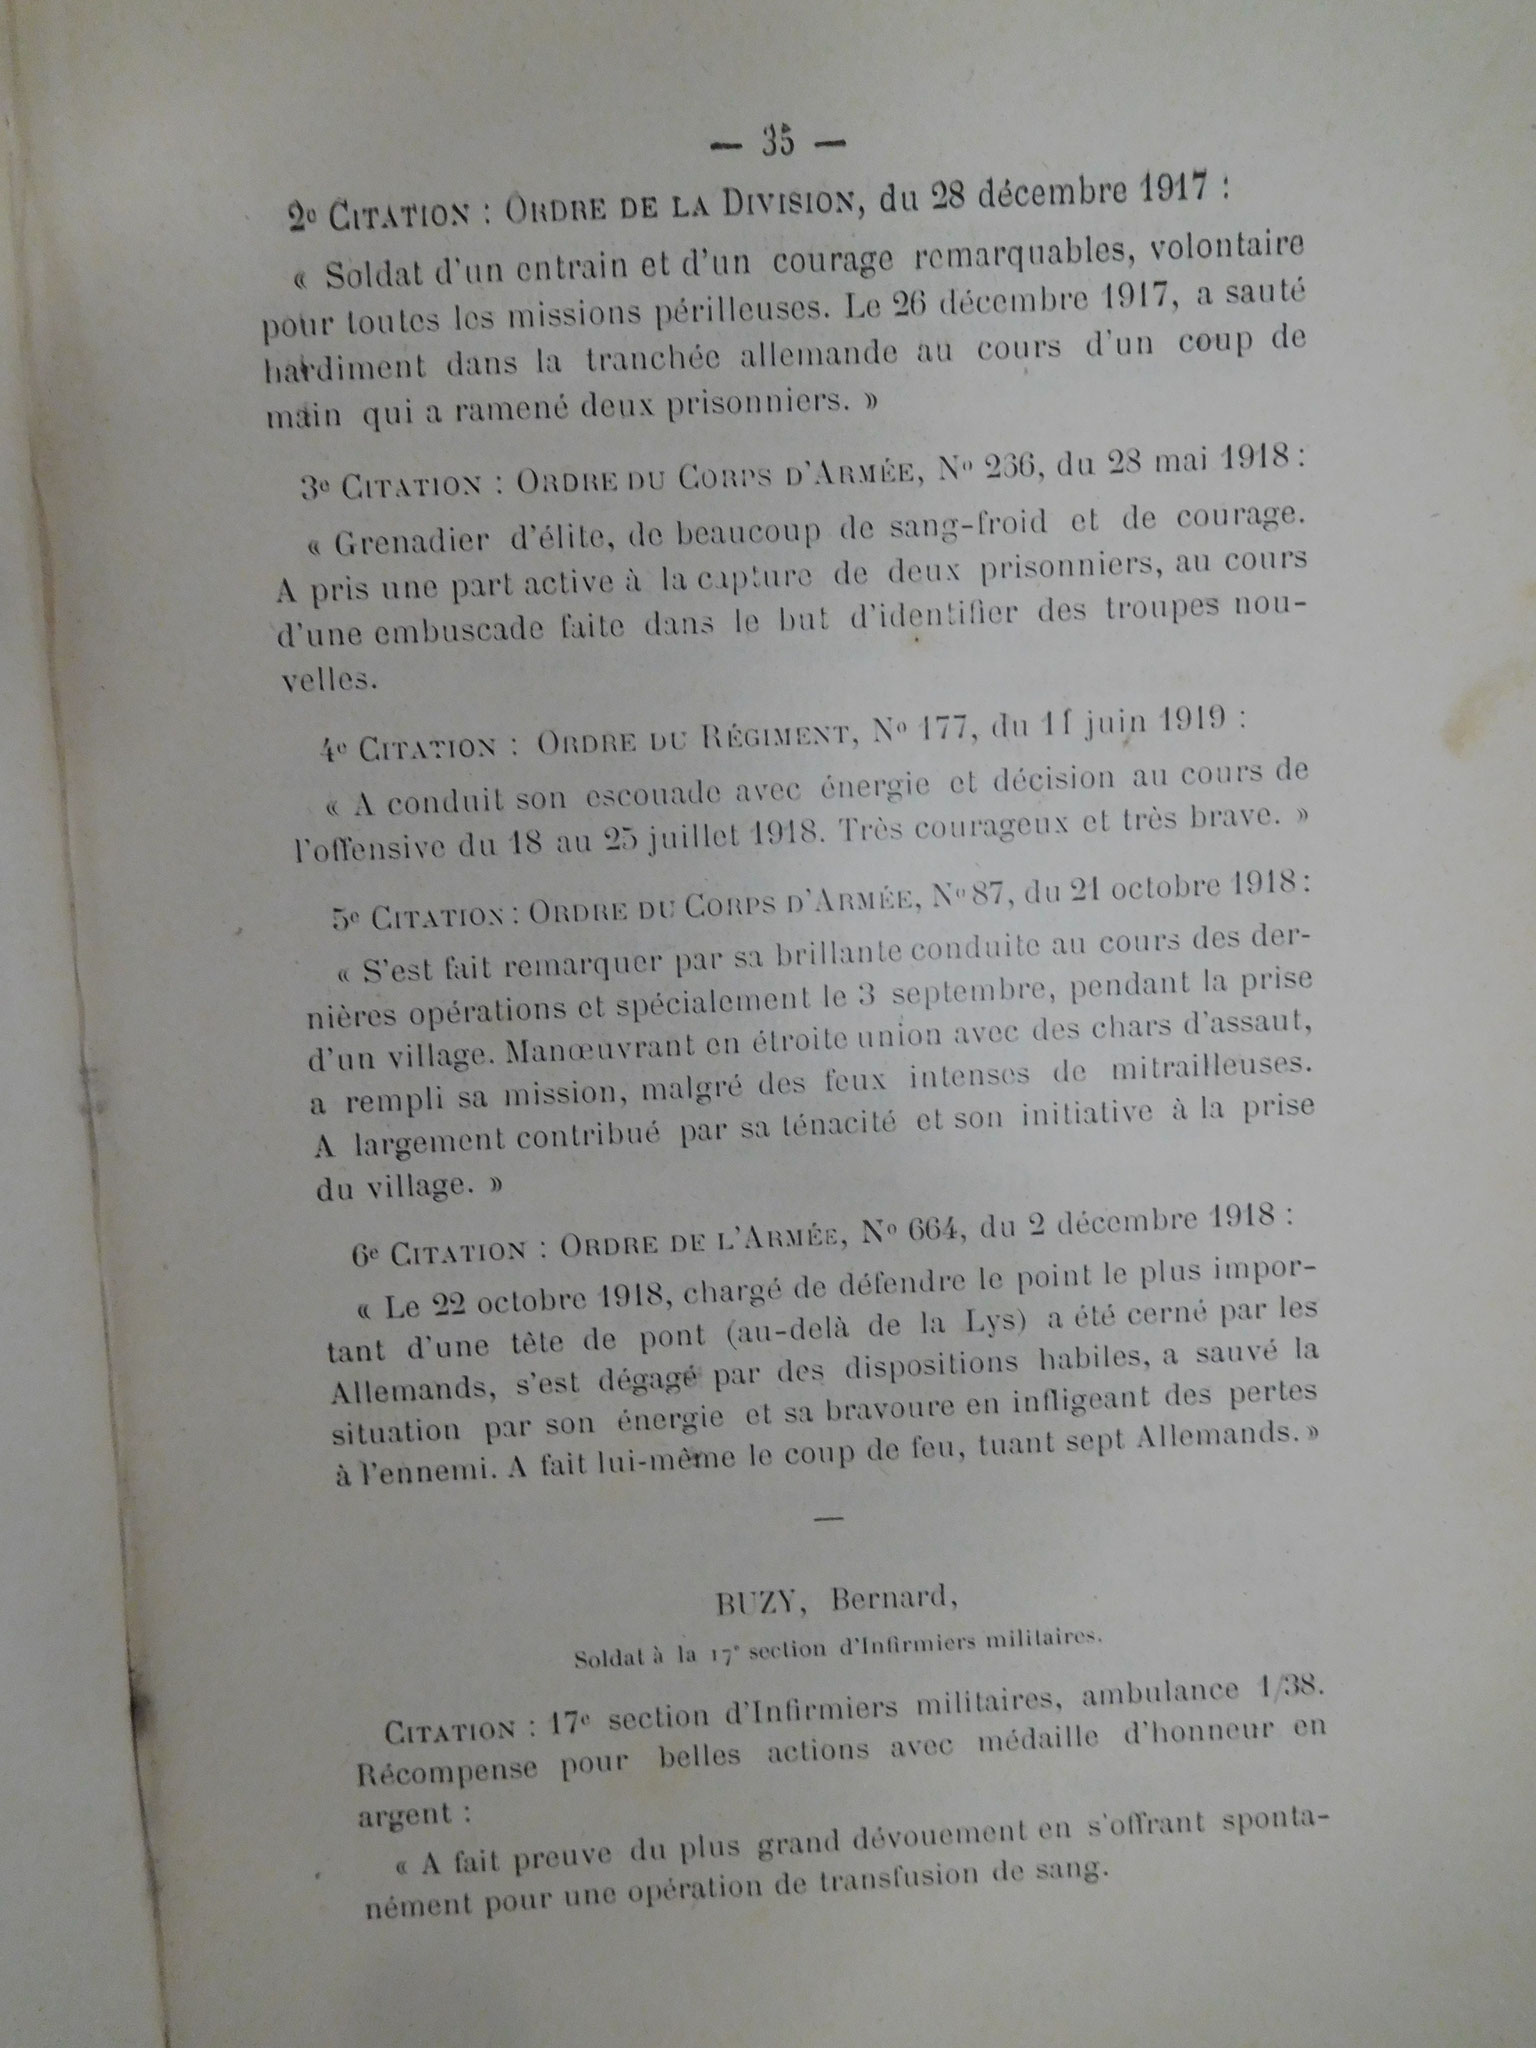 — 35 —
2e CITATION : ORDRE DE LA DIVISION, du 28 décembre 1917 :
« Soldat d'un entrain et d'un courage remarquables, volontaire
pour toutes les missions périlleuses. Le 26 décembre 1917, a sauté
hardiment dans la tranchée allemande au cours d'un coup de
main qui a ramené deux prisonniers. »
3e CITATION : ORDRE DU CORPS D'ARMÉE, No 266, du 28 mai 1918 :
« Grenadier d'élite, de beaucoup de sang-froid et de courage.
A pris une part active à la capture de deux prisonniers, au cours
d'une embuscade faite dans le but d'identifier des troupes nou-
velles.
4e CITATION : ORDRE DU RÉGIMENT, No 177, du 11 juin 1919 :
« A conduit son escouade avec énergie et décision au cours de
l'offensive du 18 au 25 juillet 1918. Très courageux et très brave. »
5e CITATION : ORDRE DU CORPS D'ARMÉE, No 87, du 21 octobre 1918 :
« S'est fait remarquer par sa brillante conduite au cours des der-
nières opérations et spécialement le 3 septembre, pendant la prise
d'un village. Manœuvrant en étroite union avec des chars d'assaut,
a rempli sa mission, malgré des feux intenses de mitrailleuses.
A largement contribué par sa ténacité et son initiative à la prise
du village. »
6e CITATION : ORDRE DE L'ARMÉE, No 664, du 2 décembre 1918 :
« Le 22 octobre 1918, chargé de défendre le point le plus impor-
tant d'une tête de pont (au-delà de la Lys) a été cerné par les
Allemands, s'est dégagé par des dispositions habiles, a sauvé la
situation par son énergie et sa bravoure en infligeant des pertes
à l'ennemi. A fait lui-même le coup de feu, tuant sept Allemands. »
—
BUZY, Bernard,
Soldat à la 17e section d'Infirmiers militaires.
CITATION : 17e section d'Infirmiers militaires, ambulance 1/38.
Récompense pour belles actions avec médaille d'honneur en
argent :
« A fait preuve du plus grand dévouement en s'offrant sponta-
nément pour une opération de transfusion de sang.